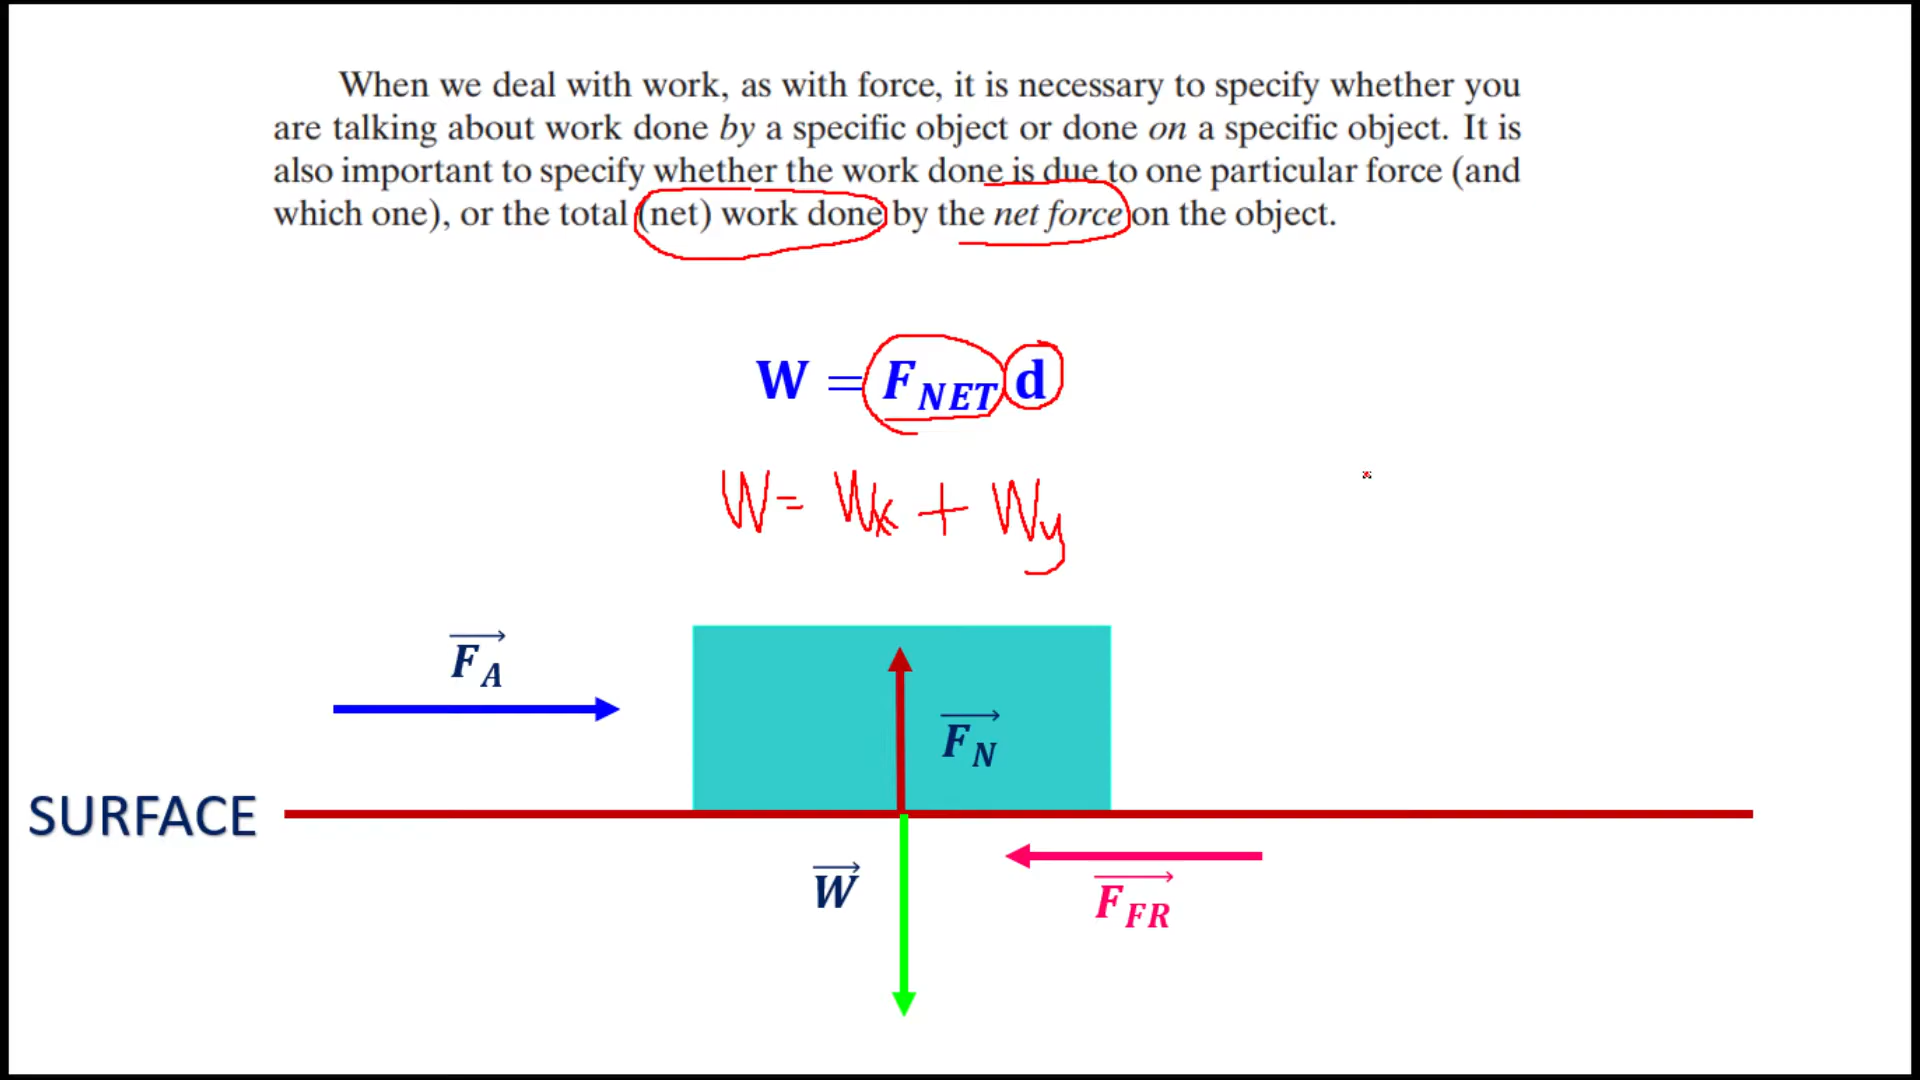 When we deal with work, as with force, it is necessary to specify whether you
are talking about work done by a specific object or done on a specific object. It is
also important to specify whether the work done is due to one particular force (and
which one), or the total (net) work done by the net force on the object.
W = F_NET d
W = Wx + Wy
F_A
F_N
SURFACE
W
F_FR